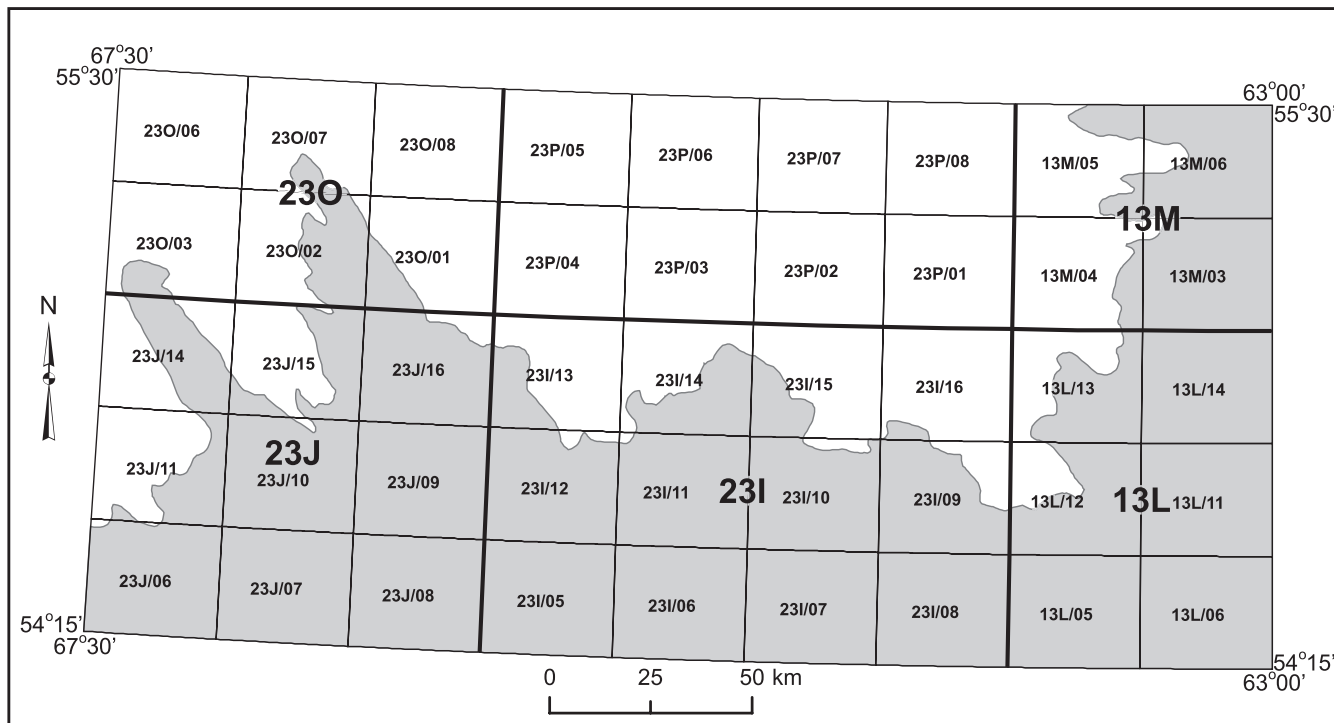 67°30'
55°30'
63°00'
55°30'
23O/06
23O/07
23O/08
23P/05
23P/06
23P/07
23P/08
13M/05
13M/06
23O
13M
23O/03
23O/02
23O/01
23P/04
23P/03
23P/02
23P/01
13M/04
13M/03
N
23J/14
23J/15
23J/16
23I/13
23I/14
23I/15
23I/16
13L/13
13L/14
23J
23I
13L
23J/11
23J/10
23J/09
23I/12
23I/11
23I/10
23I/09
13L/12
13L/11
23J/06
23J/07
23J/08
23I/05
23I/06
23I/07
23I/08
13L/05
13L/06
54°15'
67°30'
54°15'
63°00'
0 25 50 km